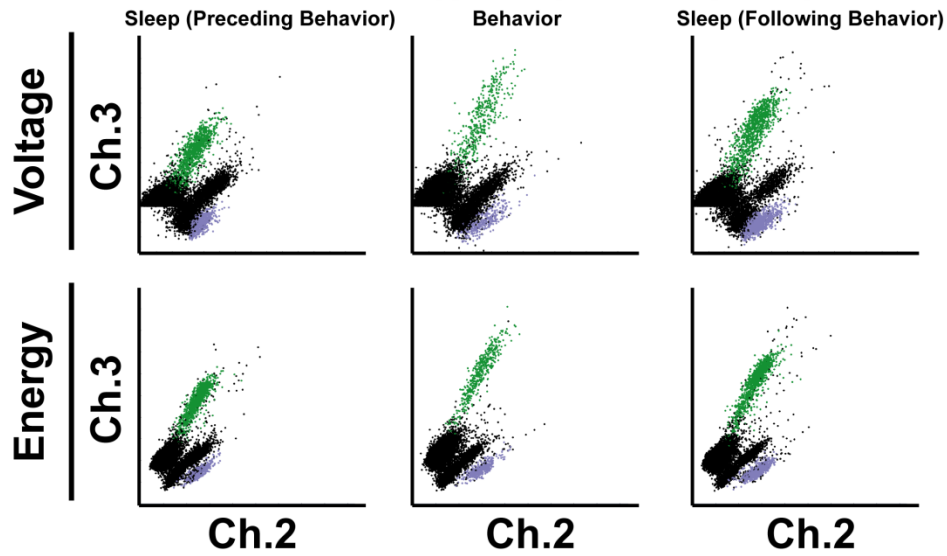 Sleep (Preceding Behavior)
Behavior
Sleep (Following Behavior)
Voltage
Ch.3
Energy
Ch.3
Ch.2
Ch.2
Ch.2